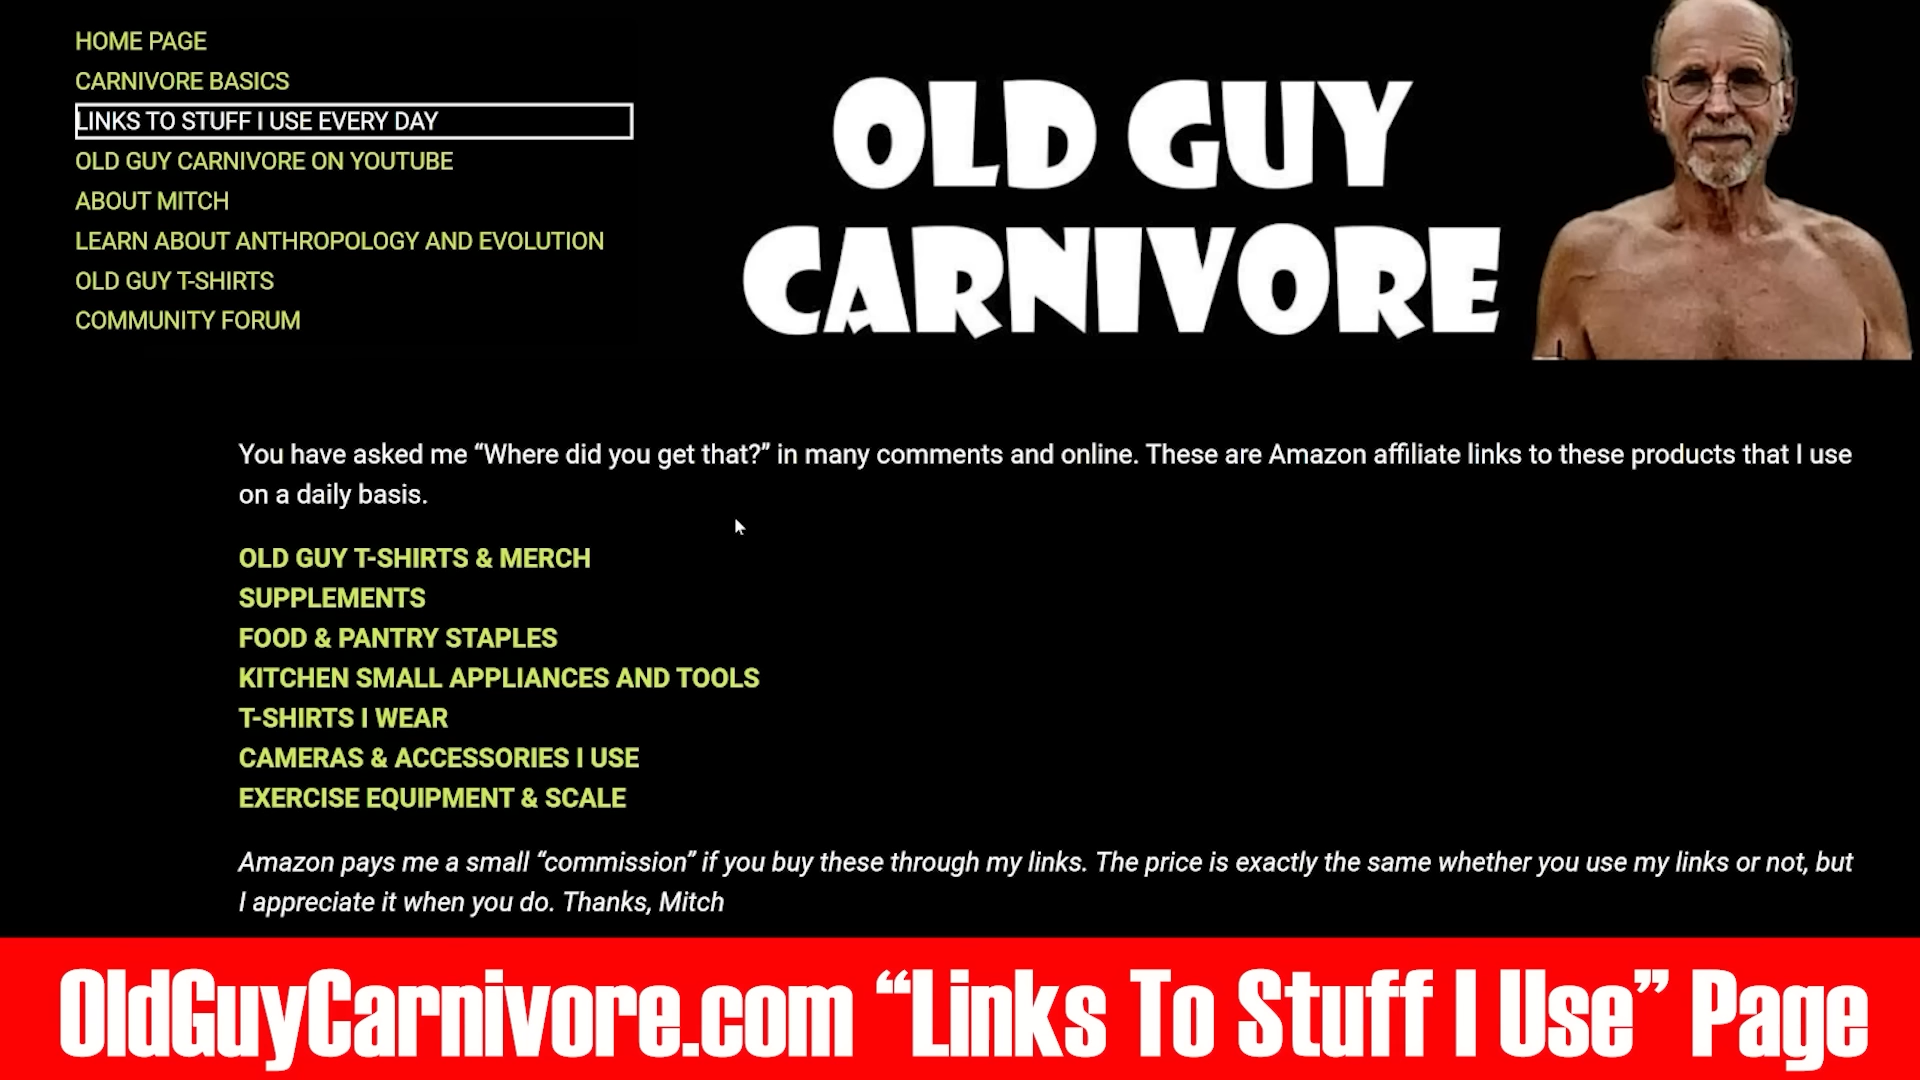 HOME PAGE
CARNIVORE BASICS
LINKS TO STUFF I USE EVERY DAY
OLD GUY CARNIVORE ON YOUTUBE
ABOUT MITCH
LEARN ABOUT ANTHROPOLOGY AND EVOLUTION
OLD GUY T-SHIRTS
COMMUNITY FORUM
OLD GUY
CARNIVORE
You have asked me “Where did you get that?” in many comments and online. These are Amazon affiliate links to these products that I use
on a daily basis.
OLD GUY T-SHIRTS & MERCH
SUPPLEMENTS
FOOD & PANTRY STAPLES
KITCHEN SMALL APPLIANCES AND TOOLS
T-SHIRTS I WEAR
CAMERAS & ACCESSORIES I USE
EXERCISE EQUIPMENT & SCALE
Amazon pays me a small “commission” if you buy these through my links. The price is exactly the same whether you use my links or not, but
I appreciate it when you do. Thanks, Mitch
OldGuyCarnivore.com “Links To Stuff I Use” Page